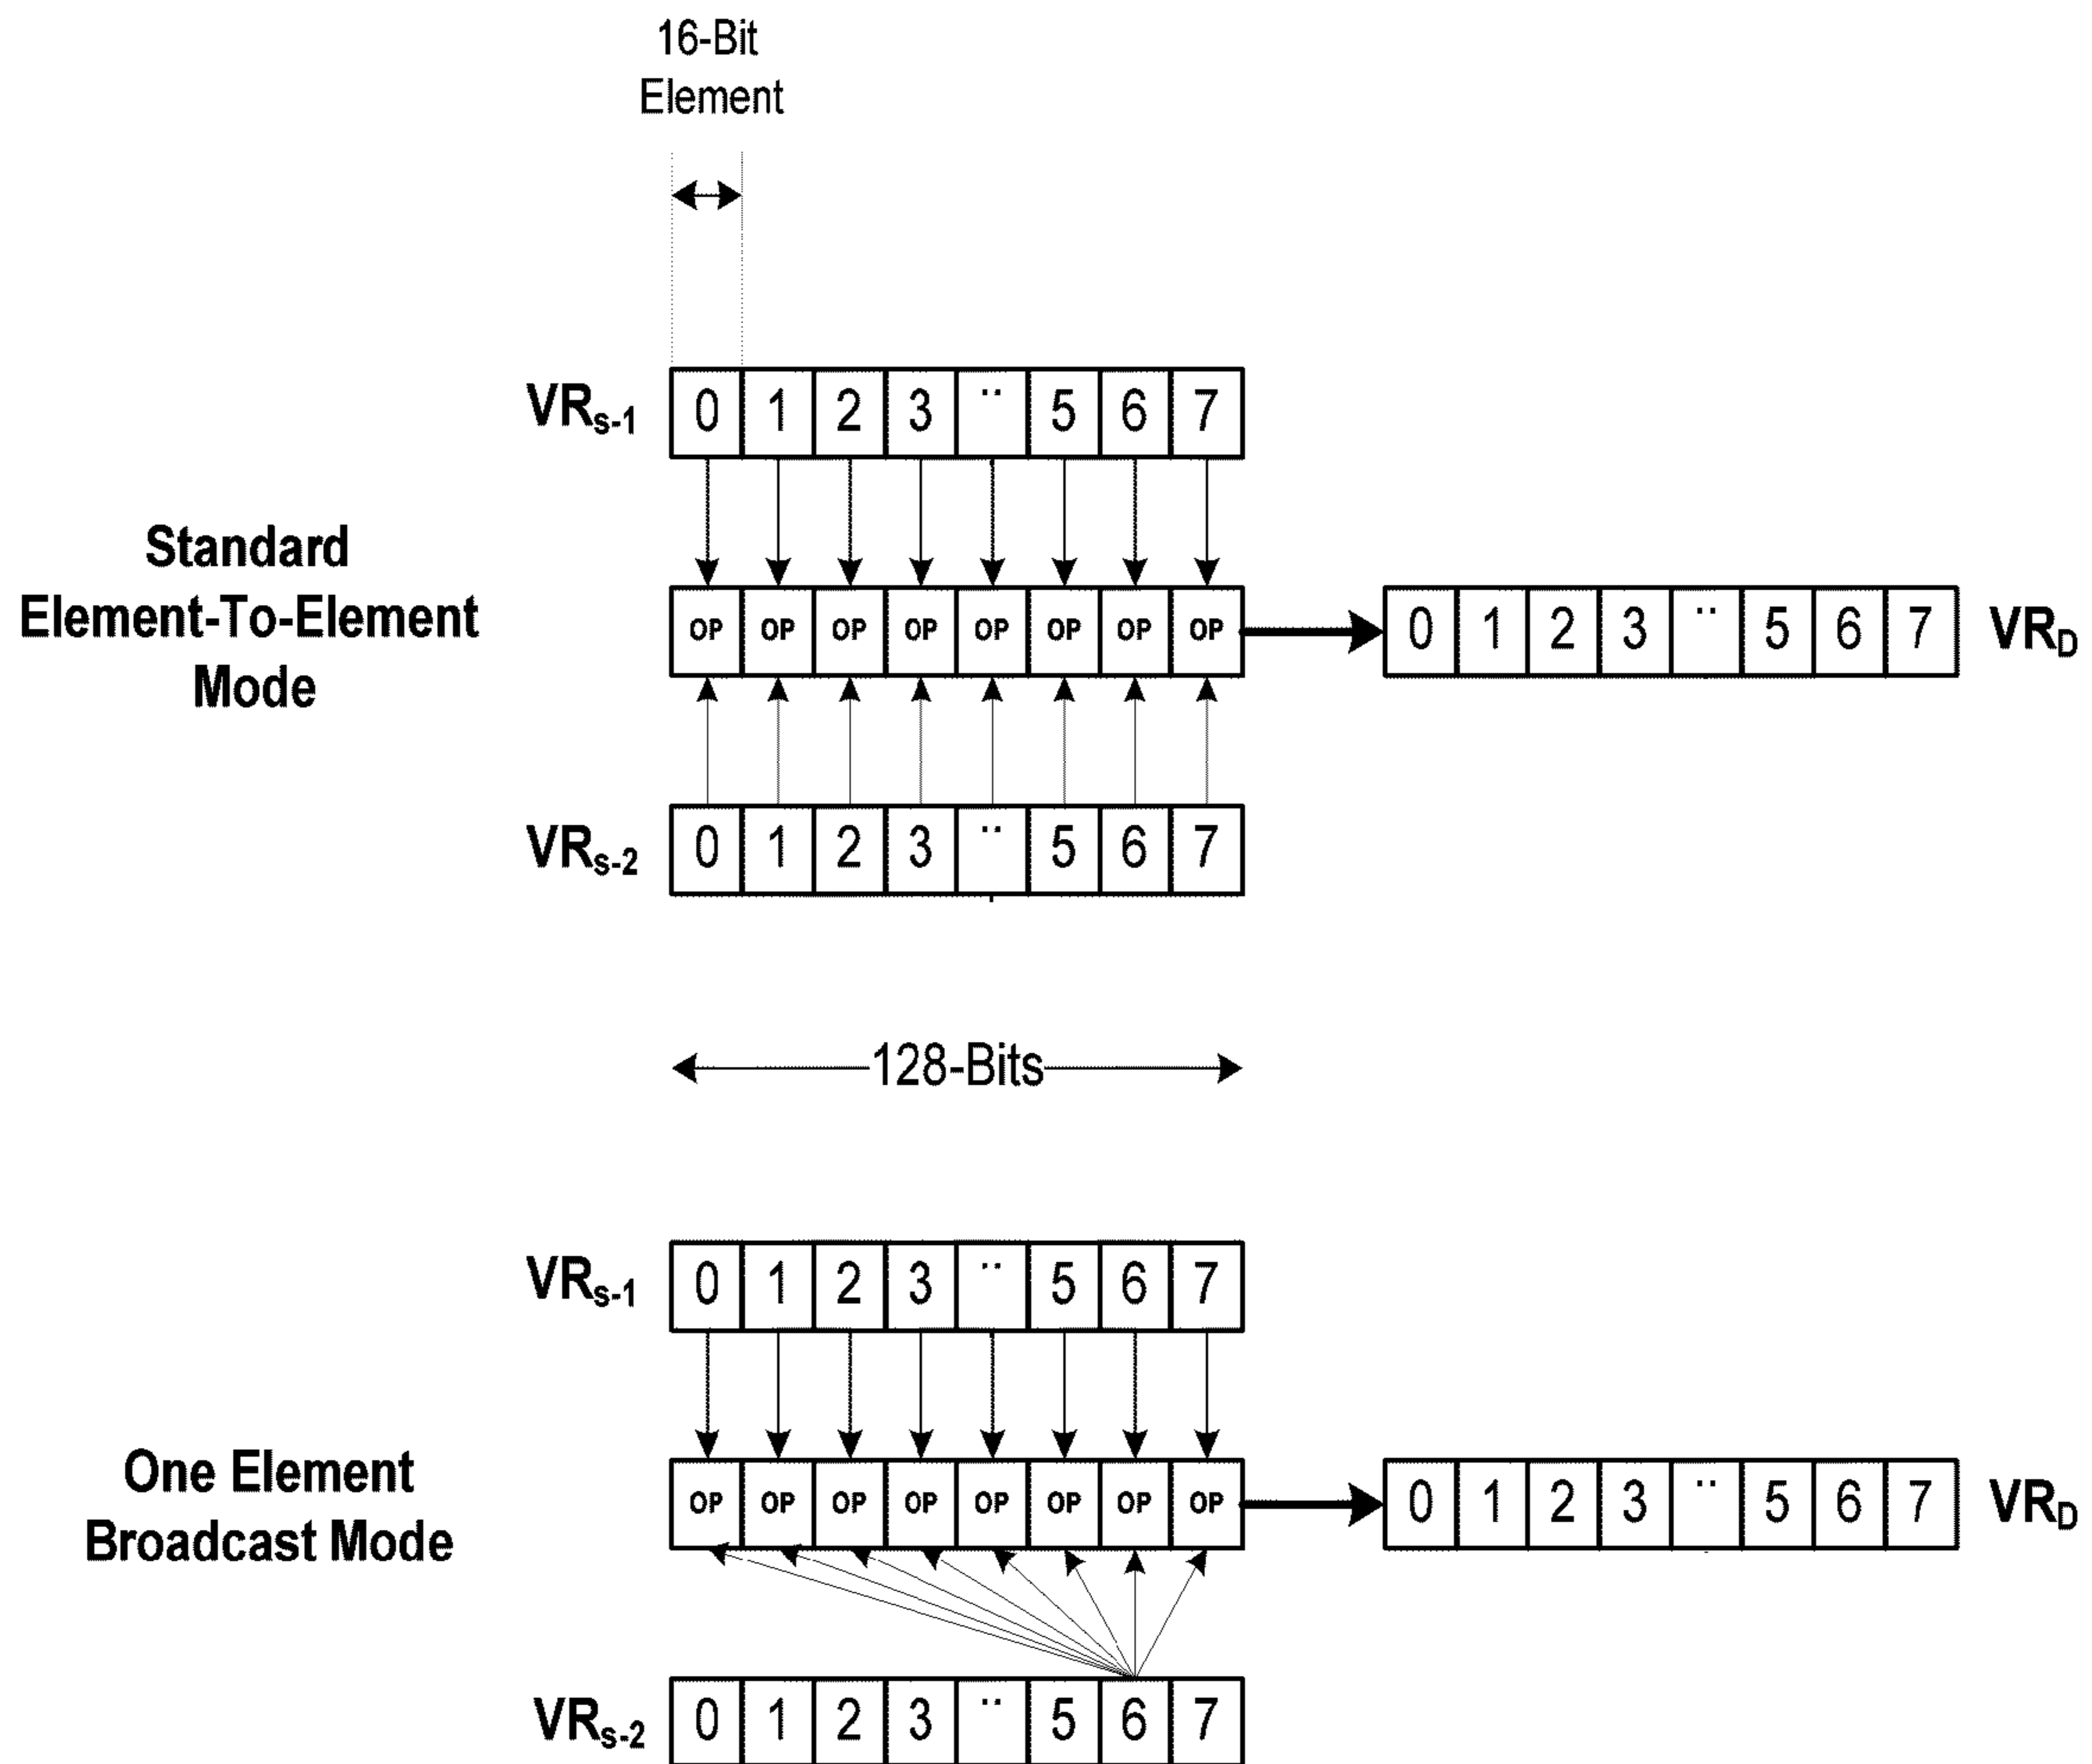 16-Bit
Element
VRs-1 0 1 2 3 .. 5 6 7
Standard
Element-To-Element
Mode
OP OP OP OP OP OP OP OP
0 1 2 3 .. 5 6 7 VRD
VRs-2 0 1 2 3 .. 5 6 7
128-Bits
VRs-1 0 1 2 3 .. 5 6 7
One Element
Broadcast Mode
OP OP OP OP OP OP OP OP
0 1 2 3 .. 5 6 7 VRD
VRs-2 0 1 2 3 .. 5 6 7